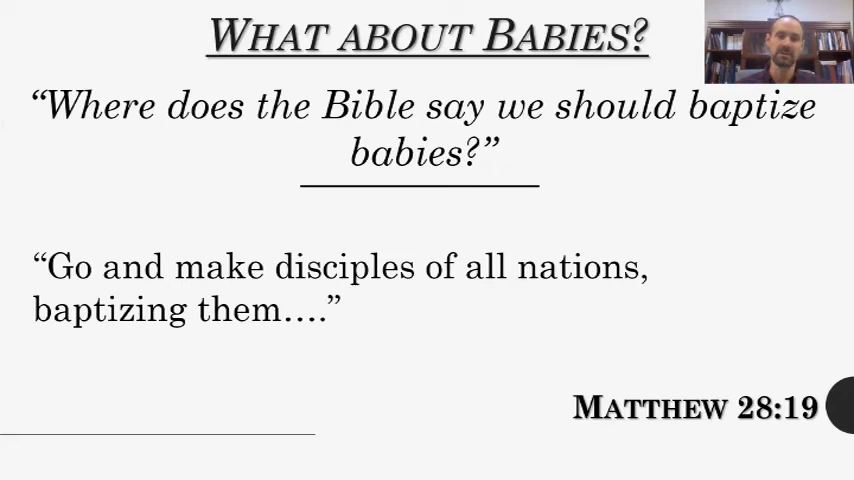 WHAT ABOUT BABIES?
“Where does the Bible say we should baptize
babies?”
“Go and make disciples of all nations,
baptizing them….”
MATTHEW 28:19